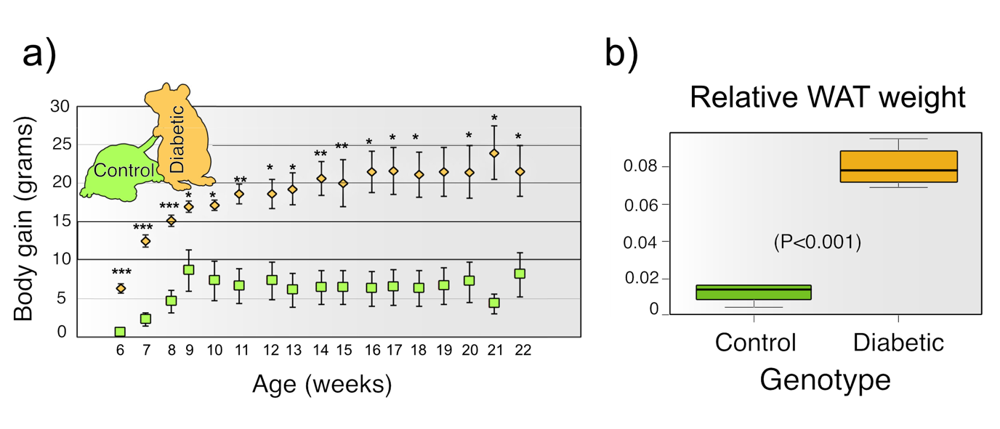 a)
b)
Relative WAT weight
Body gain (grams)
30
25
20
15
10
5
0
Control
Diabetic
***
***
***
*
*
**
*
*
**
**
*
*
*
*
*
*
6 7 8 9 10 11 12 13 14 15 16 17 18 19 20 21 22
Age (weeks)
0.08
0.06
0.04
0.02
0
(P<0.001)
Control Diabetic
Genotype